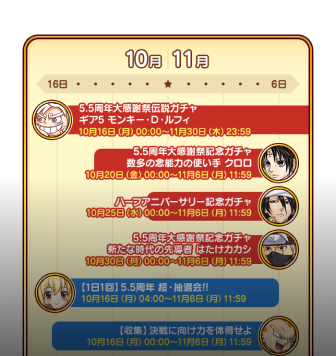 10月 11月
16日 6日
5.5周年大感謝祭伝説ガチャ
ギア5 モンキー・D・ルフィ
10月16日 (月) 00:00〜11月30日 (木) 23:59
5.5周年大感謝祭記念ガチャ
数多の念能力の使い手 クロロ
10月20日 (金) 00:00〜11月6日 (月) 11:59
ハーフアニバーサリー記念ガチャ
10月25日 (水) 00:00〜11月6日 (月) 11:59
5.5周年大感謝祭記念ガチャ
新たな時代の先導者 はたけカカシ
10月30日 (月) 00:00〜11月6日 (月) 11:59
【1日1回】5.5周年 超・抽選会!!
10月16日 (月) 04:00〜11月6日 (月) 11:59
【収集】決戦に向け力を体得せよ
10月16日 (月) 00:00〜11月6日 (月) 11:59